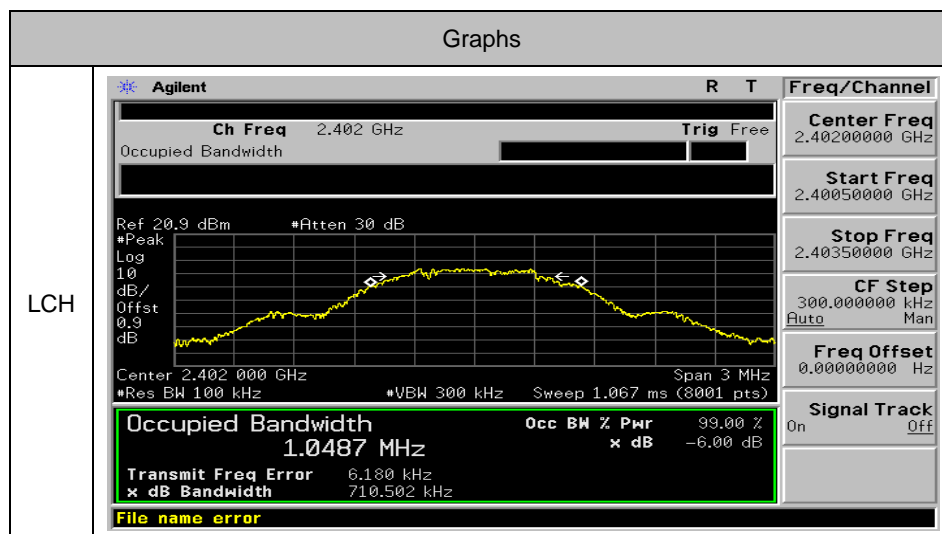 Graphs
LCH
Agilent R T
Ch Freq 2.402 GHz Trig Free
Occupied Bandwidth
Ref 20.9 dBm #Atten 30 dB
#Peak
Log
10
dB/
Offst
0.9
dB
Center 2.402 000 GHz Span 3 MHz
#Res BW 100 kHz #VBW 300 kHz Sweep 1.067 ms (8001 pts)
Occupied Bandwidth Occ BW % Pwr 99.00 %
1.0487 MHz x dB -6.00 dB
Transmit Freq Error 6.180 kHz
x dB Bandwidth 710.502 kHz
File name error
Freq/Channel
Center Freq
2.40200000 GHz
Start Freq
2.40050000 GHz
Stop Freq
2.40350000 GHz
CF Step
300.000000 kHz
Auto Man
Freq Offset
0.00000000 Hz
Signal Track
On Off